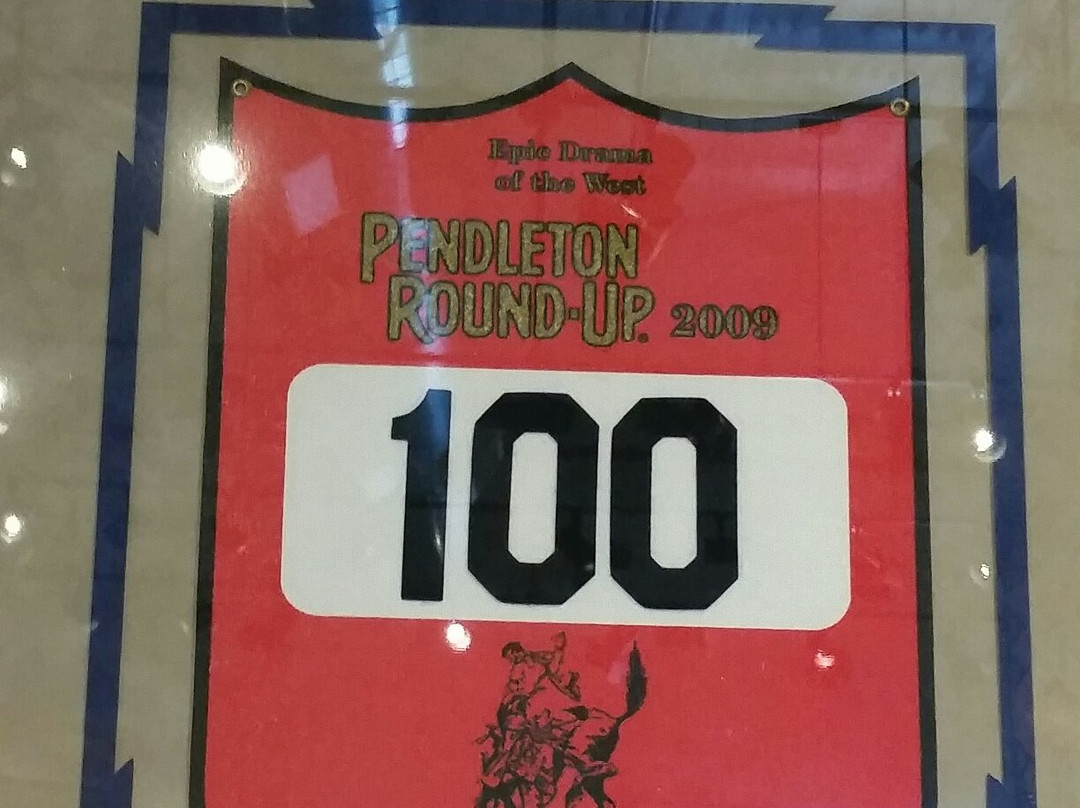 Epic Drama
of the West
PENDLETON
ROUND-UP. 2009
100